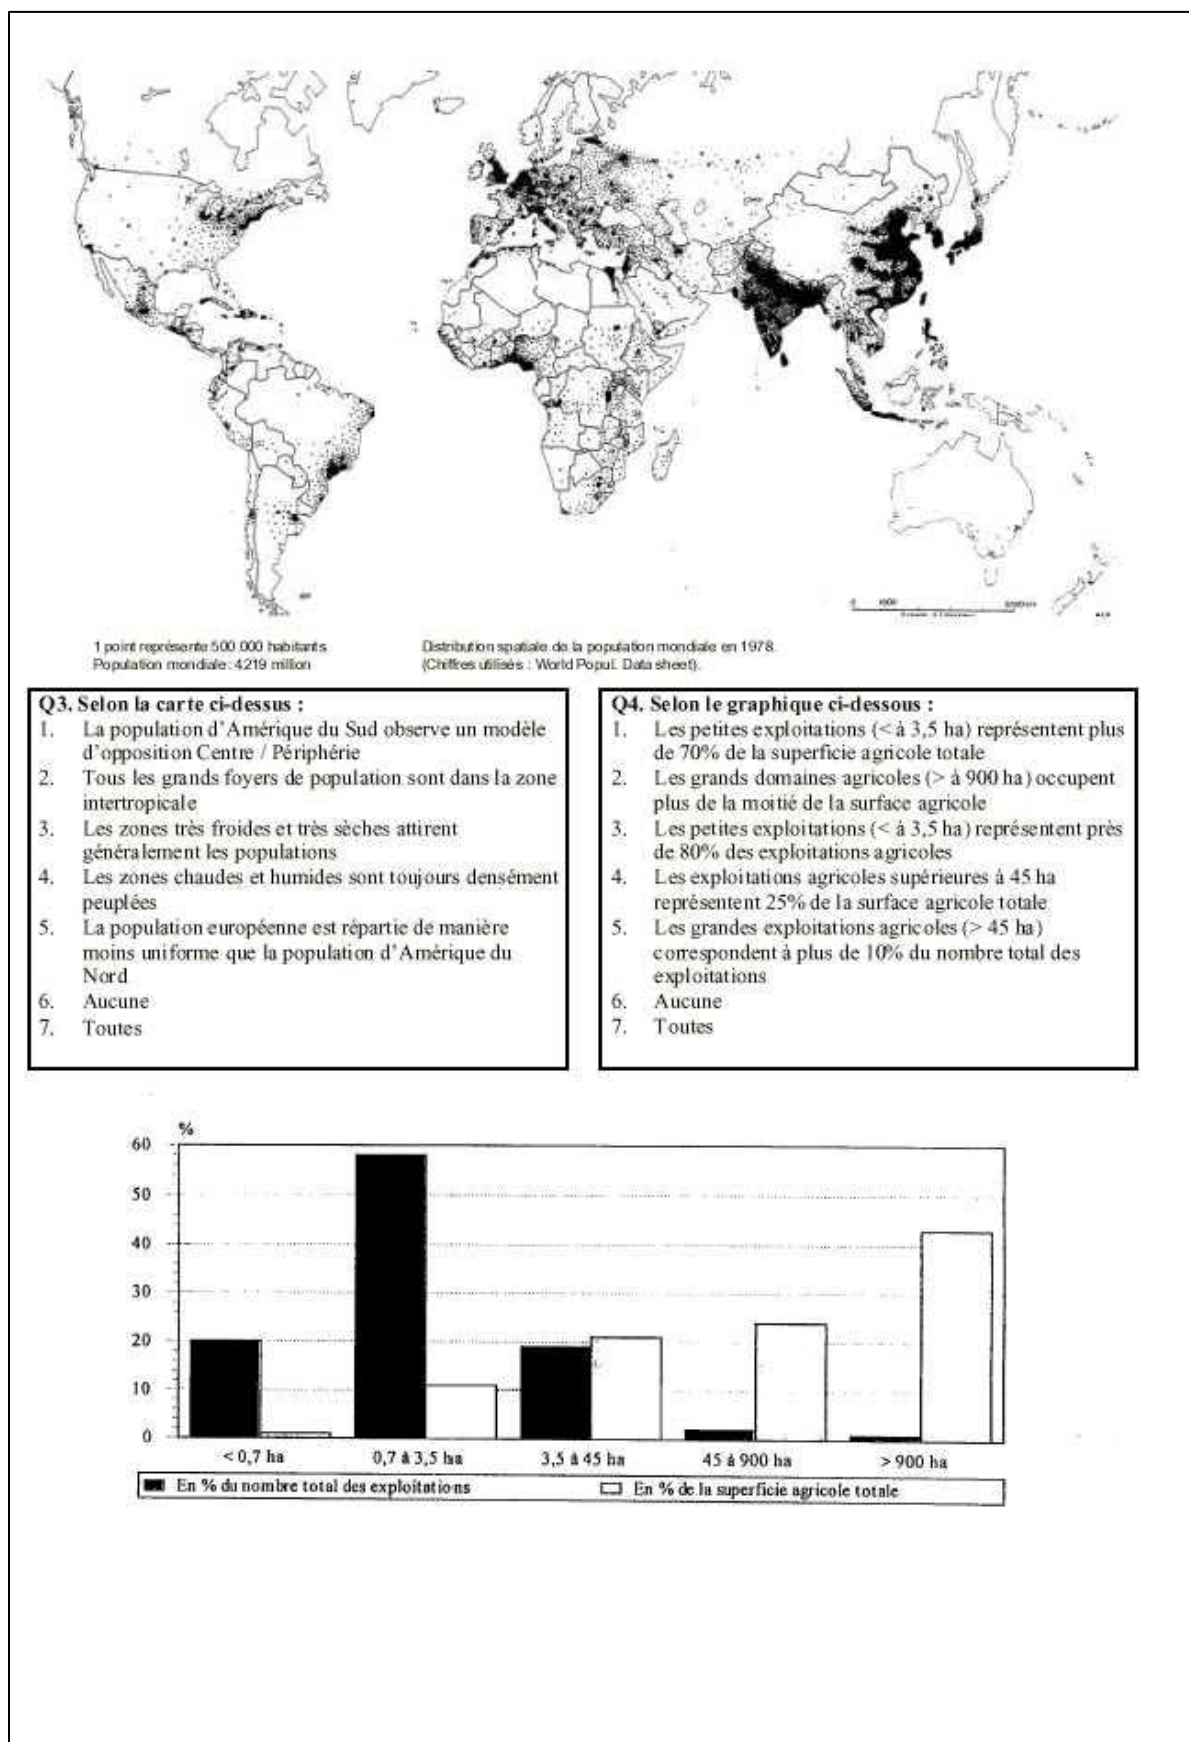 1 point représente 500 000 habitants
Population mondiale: 4219 million
Distribution spatiale de la population mondiale en 1978.
(Chiffres utilisés : World Popul. Data sheet).
Q3. Selon la carte ci-dessus :
1. La population d'Amérique du Sud observe un modèle
d'opposition Centre / Périphérie
2. Tous les grands foyers de population sont dans la zone
intertropicale
3. Les zones très froides et très sèches attirent
généralement les populations
4. Les zones chaudes et humides sont toujours densément
peuplées
5. La population européenne est répartie de manière
moins uniforme que la population d'Amérique du
Nord
6. Aucune
7. Toutes
Q4. Selon le graphique ci-dessous :
1. Les petites exploitations (< à 3,5 ha) représentent plus
de 70% de la superficie agricole totale
2. Les grands domaines agricoles (> à 900 ha) occupent
plus de la moitié de la surface agricole
3. Les petites exploitations (< à 3,5 ha) représentent près
de 80% des exploitations agricoles
4. Les exploitations agricoles supérieures à 45 ha
représentent 25% de la surface agricole totale
5. Les grandes exploitations agricoles (> 45 ha)
correspondent à plus de 10% du nombre total des
exploitations
6. Aucune
7. Toutes
%
60
50
40
30
20
10
0
< 0,7 ha 0,7 à 3,5 ha 3,5 à 45 ha 45 à 900 ha > 900 ha
En % du nombre total des exploitations En % de la superficie agricole totale